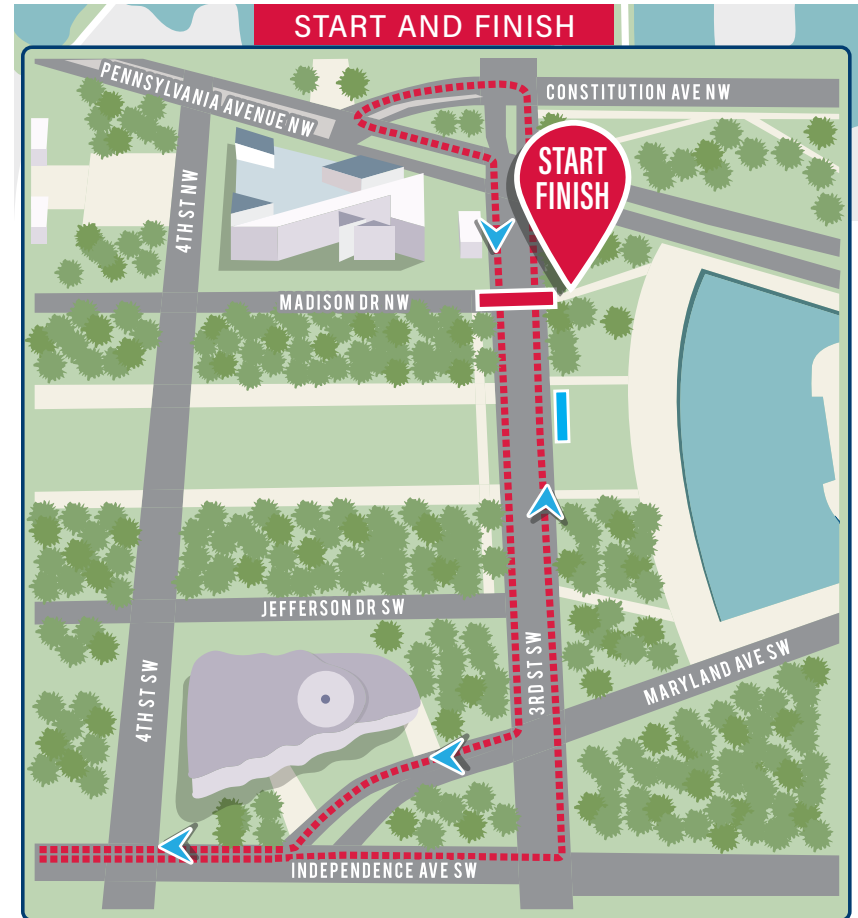 START AND FINISH
PENNSYLVANIA AVENUE NW
CONSTITUTION AVE NW
START
FINISH
4TH ST NW
MADISON DR NW
JEFFERSON DR SW
3RD ST SW
MARYLAND AVE SW
4TH ST SW
INDEPENDENCE AVE SW